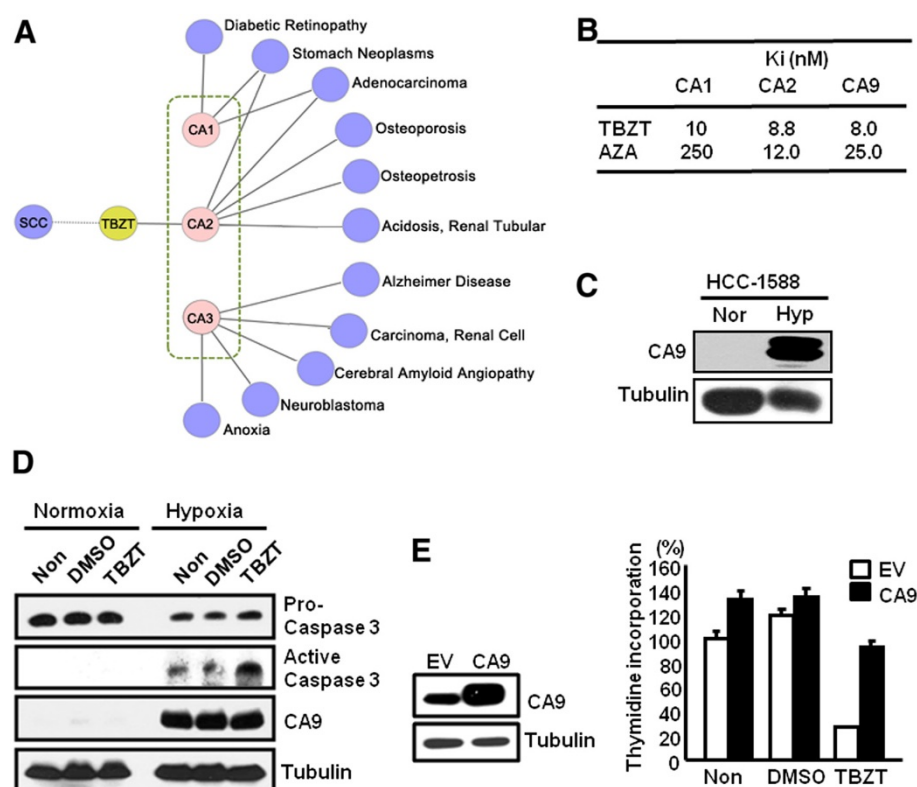 A
Diabetic Retinopathy
Stomach Neoplasms
Adenocarcinoma
CA1
Osteoporosis
Osteopetrosis
SCC
TBZT
CA2
Acidosis, Renal Tubular
Alzheimer Disease
CA3
Carcinoma, Renal Cell
Cerebral Amyloid Angiopathy
Neuroblastoma
Anoxia
B
Ki (nM)
CA1 CA2 CA9
TBZT 10 8.8 8.0
AZA 250 12.0 25.0
C
HCC-1588
Nor Hyp
CA9
Tubulin
D
Normoxia Hypoxia
Non DMSO TBZT Non DMSO TBZT
Pro-
Caspase 3
Active
Caspase 3
CA9
Tubulin
E
EV CA9
CA9
Tubulin
Thymidine incorporation
(%)
160
140
120
100
80
60
40
20
0
EV
CA9
Non DMSO TBZT